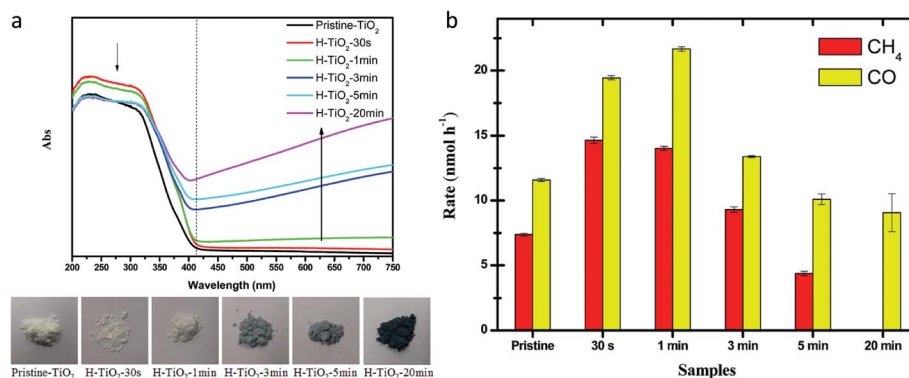 a
Pristine-TiO₂
H-TiO₂-30s
H-TiO₂-1min
H-TiO₂-3min
H-TiO₂-5min
H-TiO₂-20min
Abs
200 250 300 350 400 450 500 550 600 650 700 750
Wavelength (nm)
Pristine-TiO₂ H-TiO₂-30s H-TiO₂-1min H-TiO₂-3min H-TiO₂-5min H-TiO₂-20min
b
CH₄
CO
Rate (nmol h⁻¹)
20
15
10
5
0
Pristine 30 s 1 min 3 min 5 min 20 min
Samples